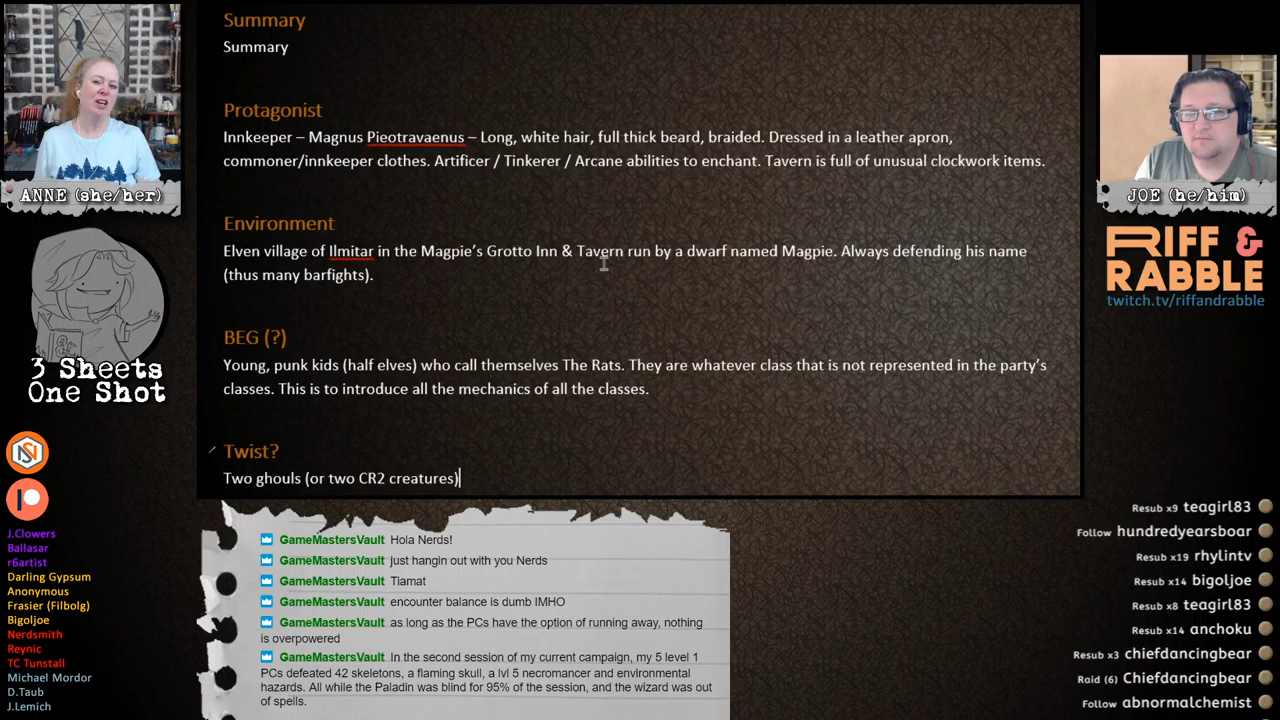 Summary
Summary
Protagonist
Innkeeper – Magnus Pieotravaenus – Long, white hair, full thick beard, braided. Dressed in a leather apron,
commoner/innkeeper clothes. Artificer / Tinkerer / Arcane abilities to enchant. Tavern is full of unusual clockwork items.
Environment
Elven village of Ilmitar in the Magpie’s Grotto Inn & Tavern run by a dwarf named Magpie. Always defending his name
(thus many barfights).
BEG (?)
Young, punk kids (half elves) who call themselves The Rats. They are whatever class that is not represented in the party’s
classes. This is to introduce all the mechanics of all the classes.
Twist?
Two ghouls (or two CR2 creatures)
ANNE (she/her)
JOE (he/him)
RIFF &
RABBLE
twitch.tv/riffandrabble
3 Sheets
One Shot
J.Clowers
Ballasar
r6artist
Darling Gypsum
Anonymous
Frasier (Filbolg)
Bigoljoe
Nerdsmith
Reynic
TC Tunstall
Michael Mordor
D.Taub
J.Lemich
GameMastersVault Hola Nerds!
GameMastersVault just hangin out with you Nerds
GameMastersVault Tiamat
GameMastersVault encounter balance is dumb IMHO
GameMastersVault as long as the PCs have the option of running away, nothing
is overpowered
GameMastersVault In the second session of my current campaign, my 5 level 1
PCs defeated 42 skeletons, a flaming skull, a lvl 5 necromancer and environmental
hazards. All while the Paladin was blind for 95% of the session, and the wizard was out
of spells.
Resub x9 teagirl83
Follow hundredyearsboar
Resub x19 rhylintv
Resub x14 bigoljoe
Resub x8 teagirl83
Resub x14 anchoku
Resub x3 chiefdancingbear
Raid (6) Chiefdancingbear
Follow abnormalchemist